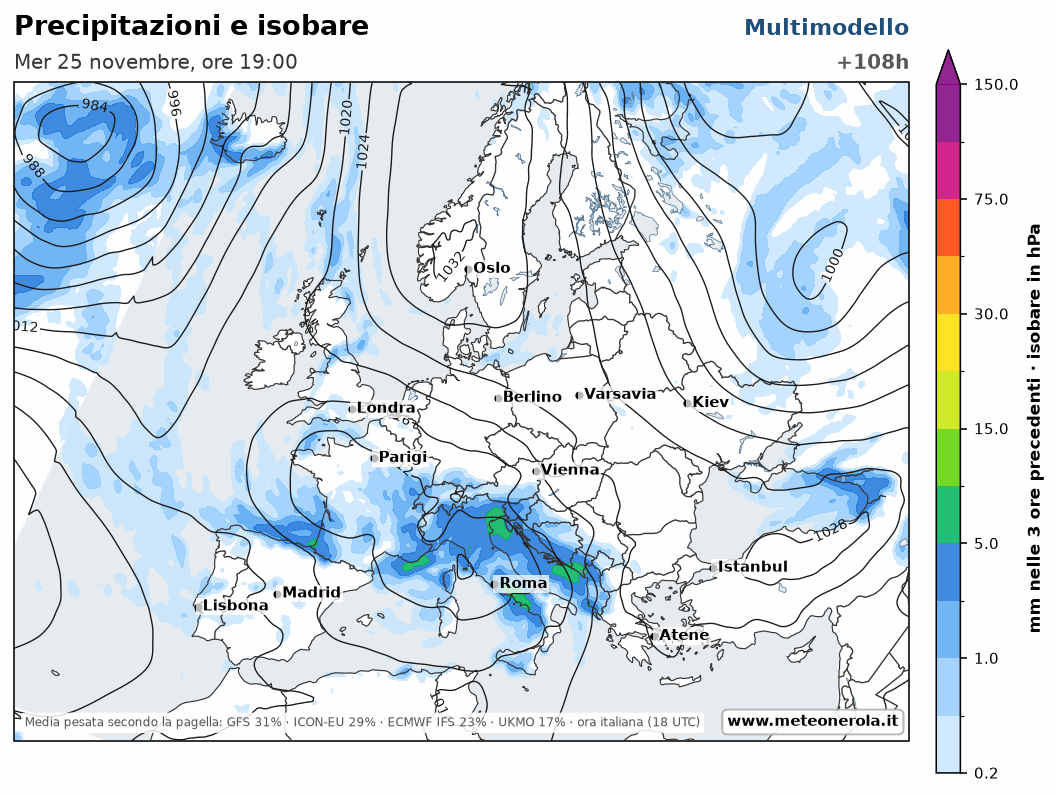 Precipitazioni e isobare
Multimodello
Mer 25 novembre, ore 19:00
+108h
984
996
988
1020
1024
1032
1000
012
1028
Oslo
Londra
Berlino
Varsavia
Kiev
Parigi
Vienna
Roma
Istanbul
Madrid
Lisbona
Atene
150.0
75.0
30.0
15.0
5.0
1.0
0.2
mm nelle 3 ore precedenti · isobare in hPa
Media pesata secondo la pagella: GFS 31% · ICON-EU 29% · ECMWF IFS 23% · UKMO 17% · ora italiana (18 UTC)
www.meteonerola.it